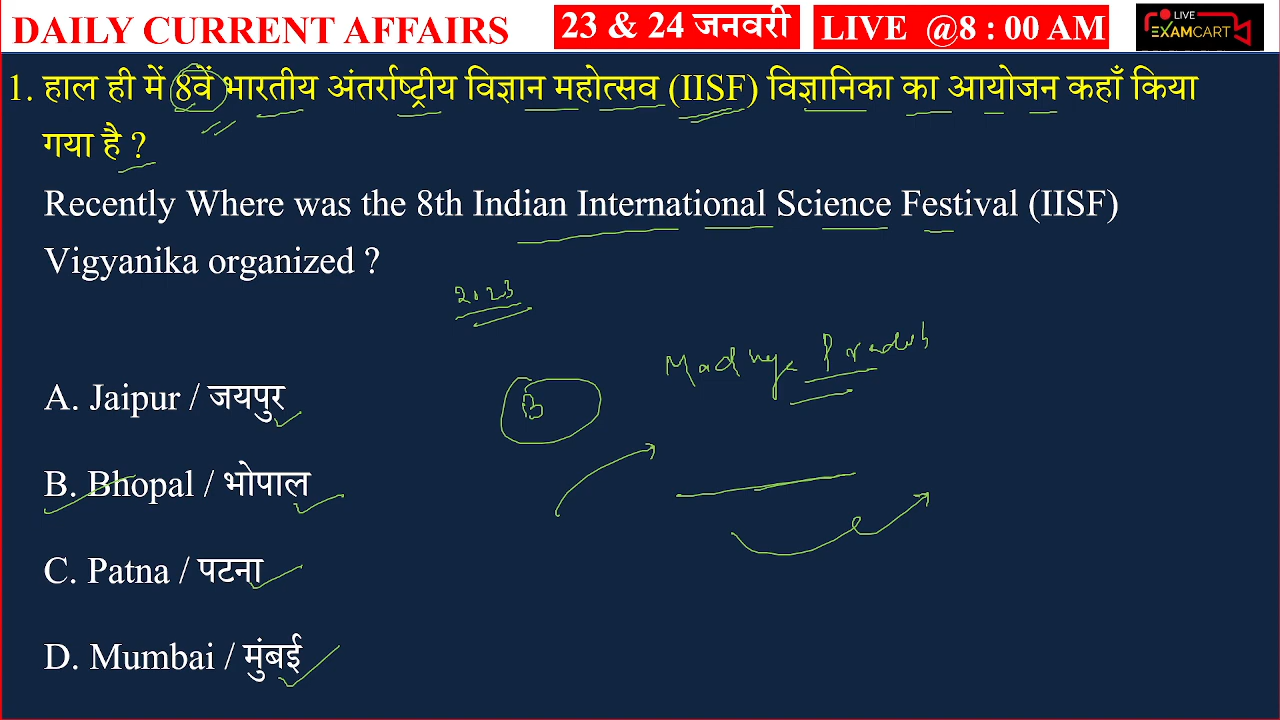 DAILY CURRENT AFFAIRS
23 & 24 जनवरी
LIVE @8 : 00 AM
LIVE
EXAMCART
1. हाल ही में 8वें भारतीय अंतर्राष्ट्रीय विज्ञान महोत्सव (IISF) विज्ञानिका का आयोजन कहाँ किया
गया है ?
Recently Where was the 8th Indian International Science Festival (IISF)
Vigyanika organized ?
2023
Madhya Pradesh
A. Jaipur / जयपुर
B
B. Bhopal / भोपाल
C. Patna / पटना
D. Mumbai / मुंबई